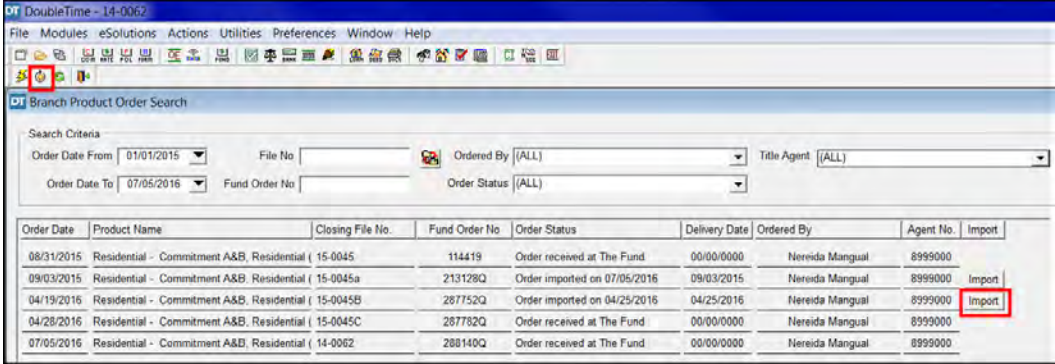 DT DoubleTime - 14-0062
File Modules eSolutions Actions Utilities Preferences Window Help
DT Branch Product Order Search
Search Criteria
Order Date From 01/01/2015 File No Ordered By (ALL) Title Agent (ALL)
Order Date To 07/05/2016 Fund Order No Order Status (ALL)
Order Date Product Name Closing File No. Fund Order No Order Status Delivery Date Ordered By Agent No. Import
08/31/2015 Residential - Commitment A&B, Residential ( 15-0045 114419 Order received at The Fund 00/00/0000 Nereida Mangual 8999000
09/03/2015 Residential - Commitment A&B, Residential ( 15-0045a 213128Q Order imported on 07/05/2016 09/03/2015 Nereida Mangual 8999000 Import
04/19/2016 Residential - Commitment A&B, Residential ( 15-0045B 287752Q Order imported on 04/25/2016 04/25/2016 Nereida Mangual 8999000 Import
04/28/2016 Residential - Commitment A&B, Residential ( 15-0045C 287782Q Order received at The Fund 00/00/0000 Nereida Mangual 8999000
07/05/2016 Residential - Commitment A&B, Residential ( 14-0062 288140Q Order received at The Fund 00/00/0000 Nereida Mangual 8999000